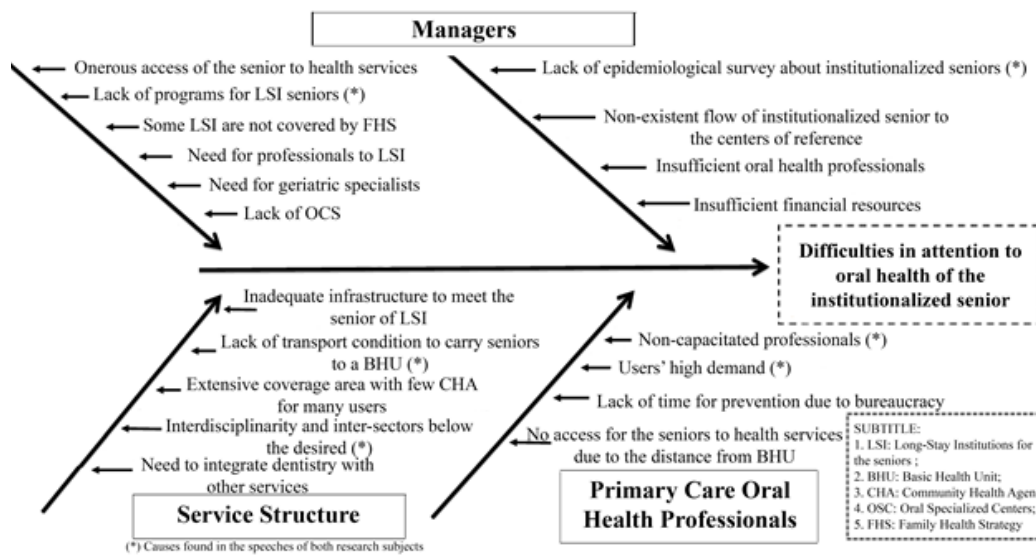 Managers
Onerous access of the senior to health services
Lack of programs for LSI seniors (*)
Some LSI are not covered by FHS
Need for professionals to LSI
Need for geriatric specialists
Lack of OCS
Lack of epidemiological survey about institutionalized seniors (*)
Non-existent flow of institutionalized senior to
the centers of reference
Insufficient oral health professionals
Insufficient financial resources
Difficulties in attention to
oral health of the
institutionalized senior
Inadequate infrastructure to meet the
senior of LSI
Lack of transport condition to carry seniors
to a BHU (*)
Extensive coverage area with few CHA
for many users
Interdisciplinarity and inter-sectors below
the desired (*)
Need to integrate dentistry with
other services
Service Structure
Non-capacitated professionals (*)
Users' high demand (*)
Lack of time for prevention due to bureaucracy
No access for the seniors to health services
due to the distance from BHU
Primary Care Oral
Health Professionals
SUBTITLE:
1. LSI: Long-Stay Institutions for
the seniors ;
2. BHU: Basic Health Unit;
3. CHA: Community Health Agen
4. OSC: Oral Specialized Centers;
5. FHS: Family Health Strategy
(*) Causes found in the speeches of both research subjects